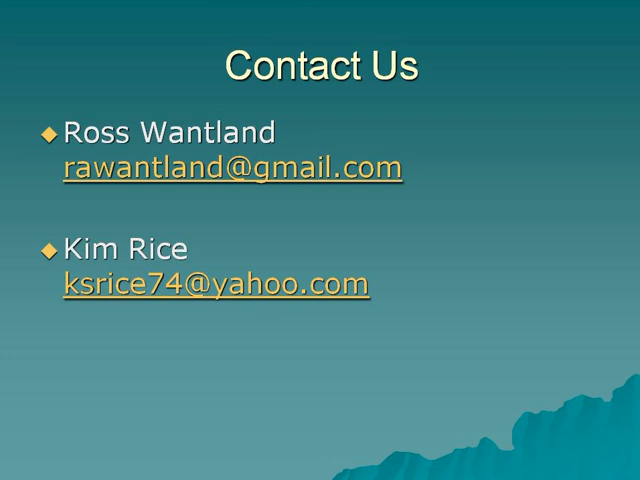 Contact Us
Ross Wantland
rawantland@gmail.com
Kim Rice
ksrice74@yahoo.com